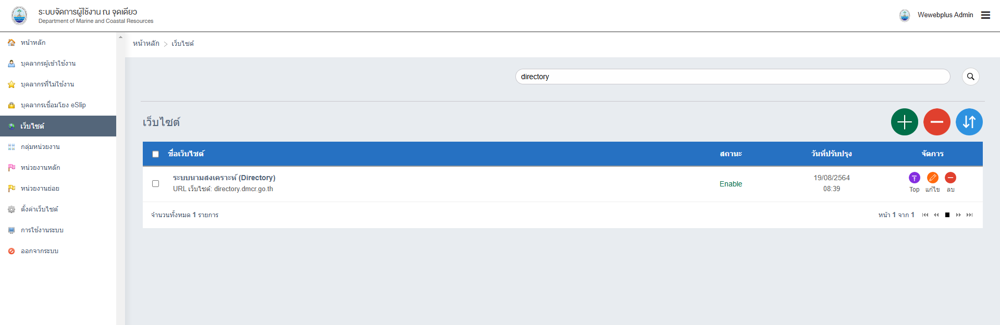 ระบบจัดการผู้ใช้งาน ณ จุดเดียว
Department of Marine and Coastal Resources
Wewebplus Admin
หน้าหลัก
บุคลากรผู้เข้าใช้งาน
บุคลากรที่ไม่ใช้งาน
บุคลากรเชื่อมโยง eSlip
เว็บไซต์
กลุ่มหน่วยงาน
หน่วยงานหลัก
หน่วยงานย่อย
ตั้งค่าเว็บไซต์
การใช้งานระบบ
ออกจากระบบ
หน้าหลัก > เว็บไซต์
directory
เว็บไซต์
ชื่อเว็บไซต์ สถานะ วันที่ปรับปรุง จัดการ
ระบบนามสงเคราะห์ (Directory)
URL เว็บไซต์: directory.dmcr.go.th
Enable
19/08/2564
08:39
Top แก้ไข ลบ
จำนวนทั้งหมด 1 รายการ
หน้า 1 จาก 1